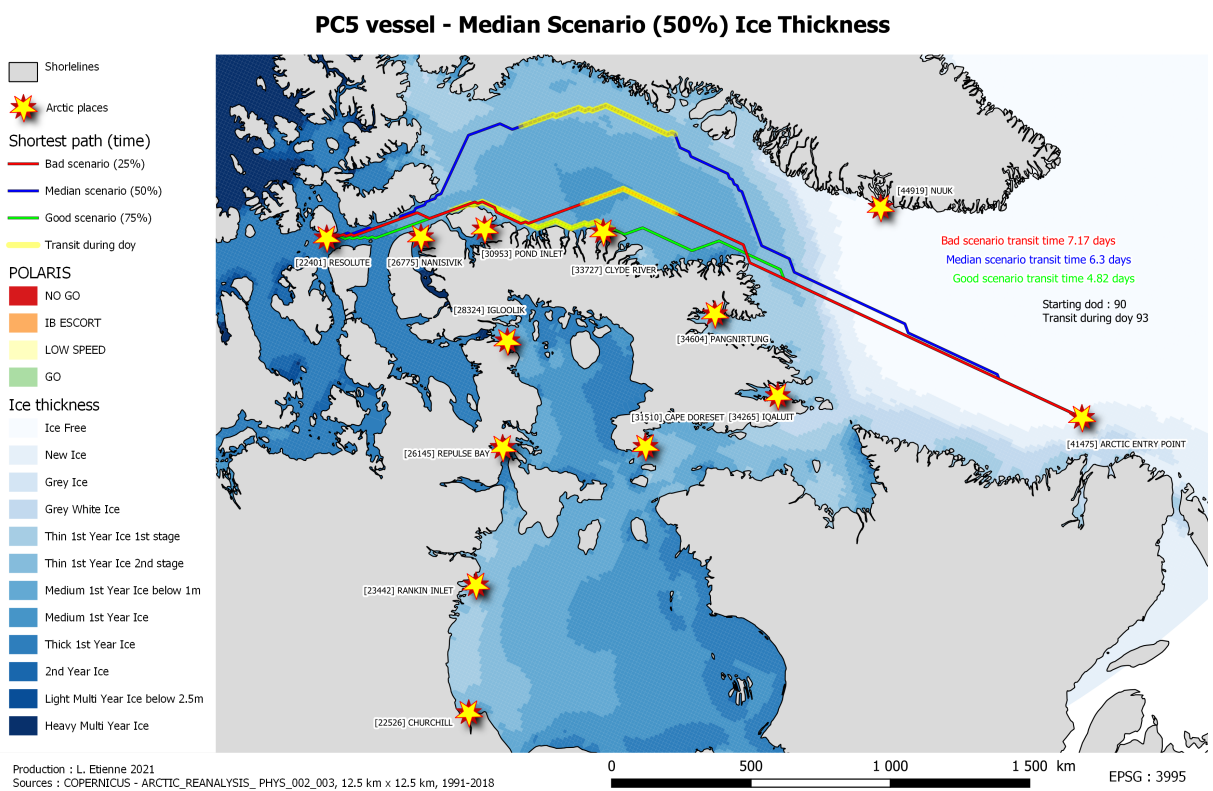 PC5 vessel - Median Scenario (50%) Ice Thickness
Shorlelines
Arctic places
Shortest path (time)
Bad scenario (25%)
Median scenario (50%)
Good scenario (75%)
Transit during doy
POLARIS
NO GO
IB ESCORT
LOW SPEED
GO
Ice thickness
Ice Free
New Ice
Grey Ice
Grey White Ice
Thin 1st Year Ice 1st stage
Thin 1st Year Ice 2nd stage
Medium 1st Year Ice below 1m
Medium 1st Year Ice
Thick 1st Year Ice
2nd Year Ice
Light Multi Year Ice below 2.5m
Heavy Multi Year Ice
[44919] NUUK
[22401] RESOLUTE
[26775] NANISIVIK
[30953] POND INLET
[33727] CLYDE RIVER
Bad scenario transit time 7.17 days
Median scenario transit time 6.3 days
Good scenario transit time 4.82 days
Starting dod : 90
Transit during doy 93
[28324] IGLOOLIK
[34604] PANGNIRTUNG
[31510] CAPE DORESET
[34265] IQALUIT
[41475] ARCTIC ENTRY POINT
[26145] REPULSE BAY
[23442] RANKIN INLET
[22526] CHURCHILL
Production : L. Etienne 2021
Sources : COPERNICUS - ARCTIC_REANALYSIS_ PHYS_002_003, 12.5 km x 12.5 km, 1991-2018
0 500 1 000 1 500 km
EPSG : 3995